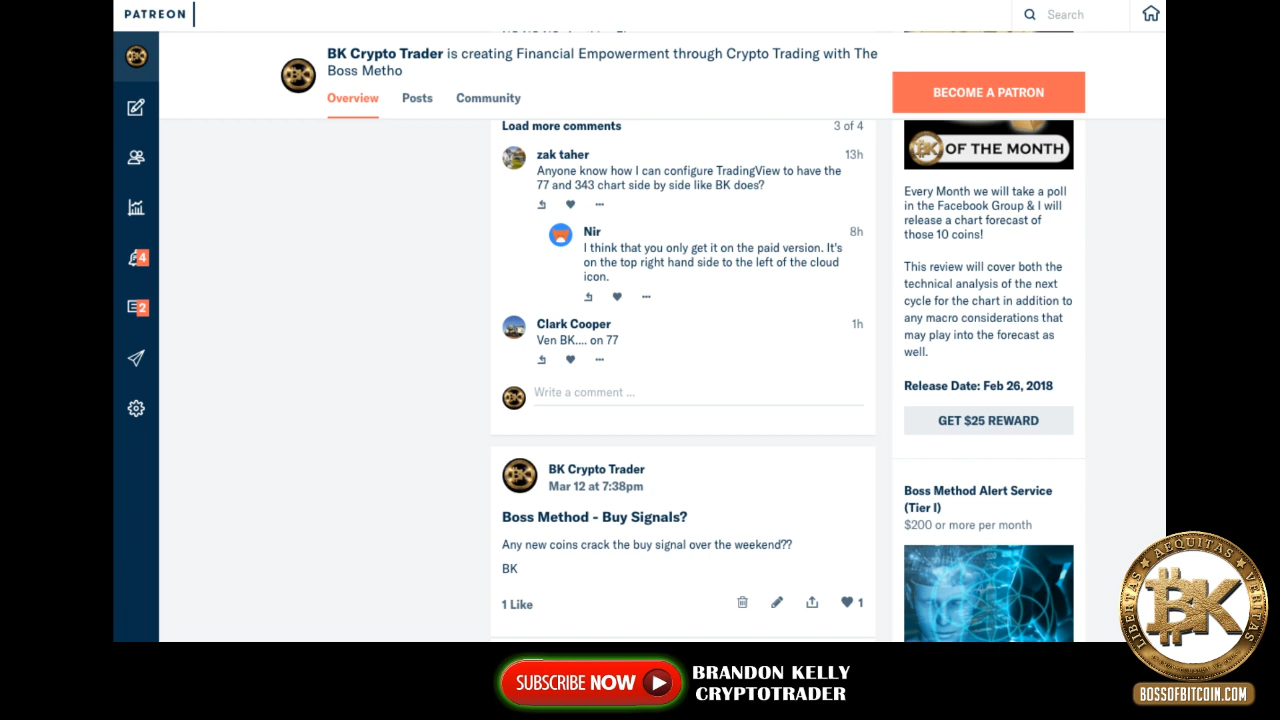 PATREON
Search
BK Crypto Trader is creating Financial Empowerment through Crypto Trading with The
Boss Metho
Overview Posts Community
BECOME A PATRON
Load more comments 3 of 4
zak taher 13h
Anyone know how I can configure TradingView to have the
77 and 343 chart side by side like BK does?
Nir 8h
I think that you only get it on the paid version. It's
on the top right hand side to the left of the cloud
icon.
Clark Cooper 1h
Ven BK.... on 77
Write a comment ...
BK Crypto Trader
Mar 12 at 7:38pm
Boss Method - Buy Signals?
Any new coins crack the buy signal over the weekend??
BK
1 Like
1
4
2
BK OF THE MONTH
Every Month we will take a poll
in the Facebook Group & I will
release a chart forecast of
those 10 coins!
This review will cover both the
technical analysis of the next
cycle for the chart in addition to
any macro considerations that
may play into the forecast as
well.
Release Date: Feb 26, 2018
GET $25 REWARD
Boss Method Alert Service
(Tier I)
$200 or more per month
LIBERTAS AEQUITAS VERITAS
BK
BOSSOFBITCOIN.COM
SUBSCRIBE NOW
BRANDON KELLY
CRYPTOTRADER